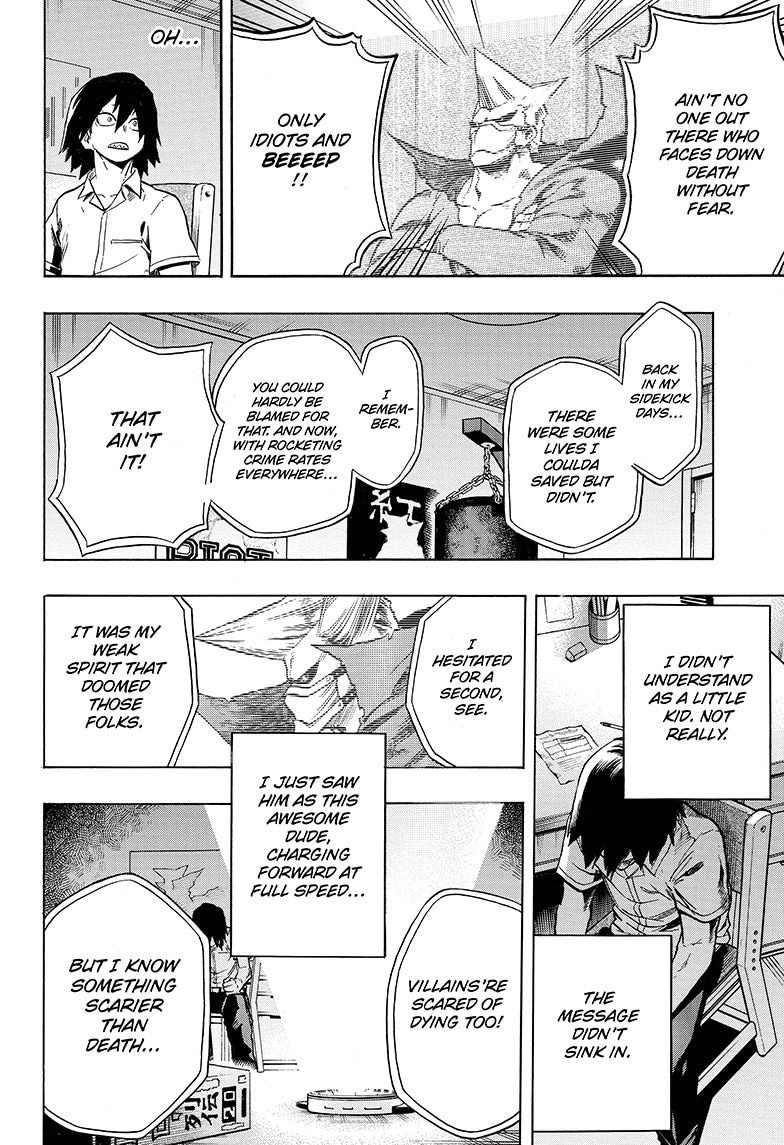 AIN'T NO
ONE OUT
THERE WHO
FACES DOWN
DEATH
WITHOUT
FEAR.
ONLY
IDIOTS AND
BEEEEP
!!
OH...
BACK
IN MY
SIDEKICK
DAYS...
THERE
WERE SOME
LIVES I
COULDA
SAVED BUT
DIDN'T.
I
REMEM-
BER.
YOU COULD
HARDLY BE
BLAMED FOR
THAT. AND NOW,
WITH ROCKETING
CRIME RATES
EVERYWHERE...
THAT
AIN'T
IT!
紅
RIOT
I DIDN'T
UNDERSTAND
AS A LITTLE
KID. NOT
REALLY.
THE
MESSAGE
DIDN'T
SINK IN.
I
HESITATED
FOR A
SECOND,
SEE.
IT WAS MY
WEAK
SPIRIT THAT
DOOMED
THOSE
FOLKS.
I JUST SAW
HIM AS THIS
AWESOME
DUDE,
CHARGING
FORWARD AT
FULL SPEED...
VILLAINS'RE
SCARED OF
DYING TOO!
BUT I KNOW
SOMETHING
SCARIER
THAN
DEATH...
列伝
20